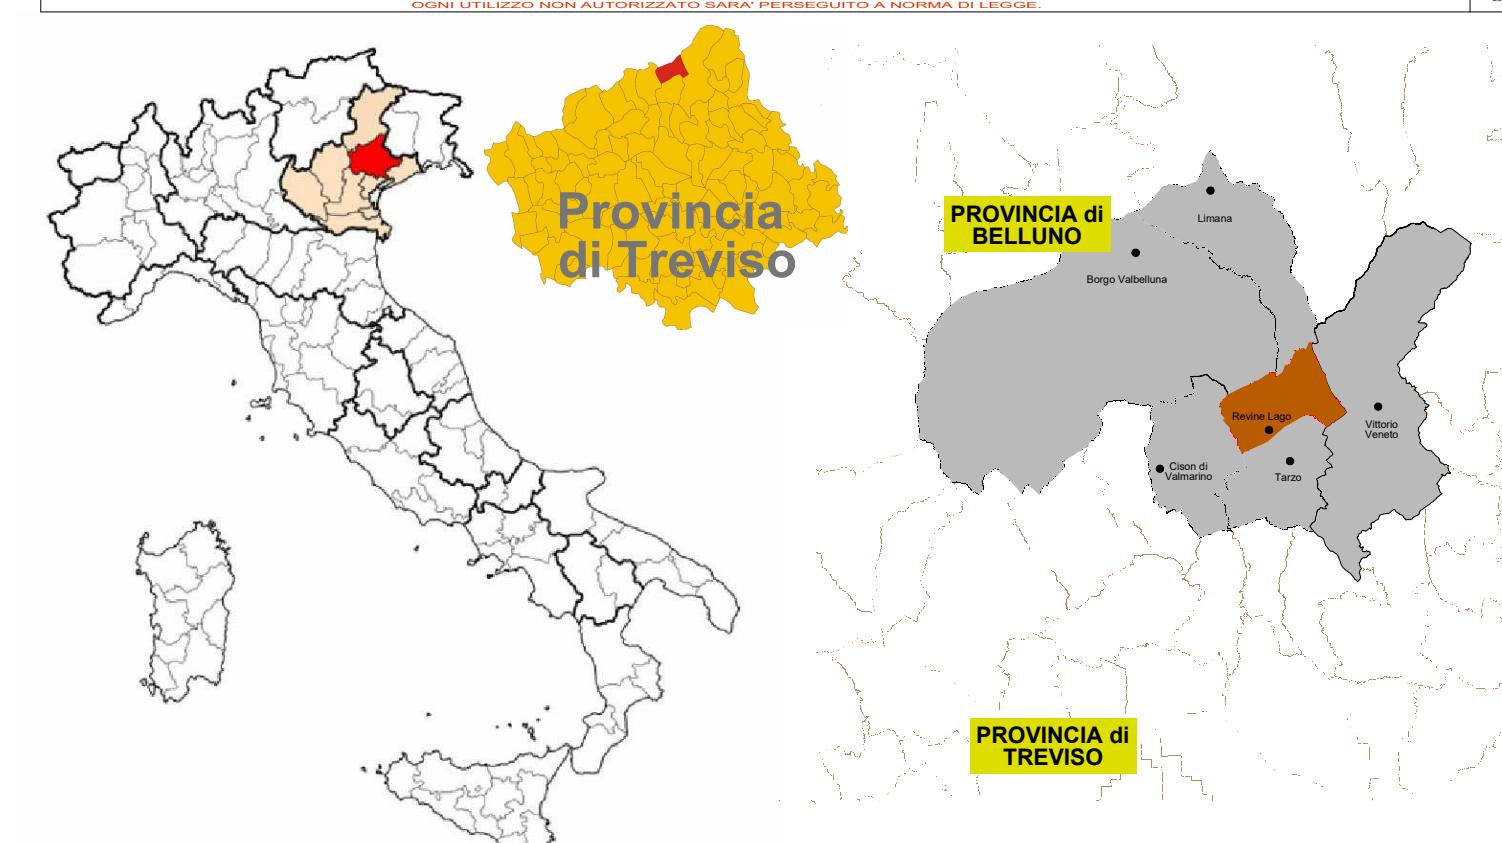 OGNI UTILIZZO NON AUTORIZZATO SARA' PERSEGUITO A NORMA DI LEGGE.
Provincia
di Treviso
PROVINCIA di
BELLUNO
Limana
Borgo Valbelluna
Revine Lago
Vittorio
Veneto
Cison di
Valmarino
Tarzo
PROVINCIA di
TREVISO